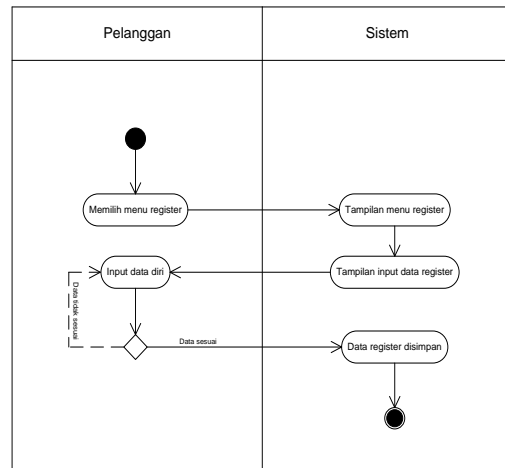 Pelanggan
Sistem
Memilih menu register
Tampilan menu register
Input data diri
Tampilan input data register
Data tidak sesuai
Data sesuai
Data register disimpan